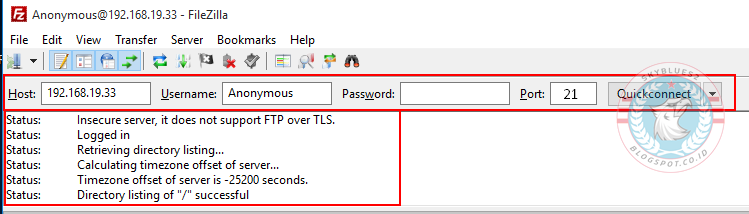 Anonymous@192.168.19.33 - FileZilla
File Edit View Transfer Server Bookmarks Help
Host: 192.168.19.33 Username: Anonymous Password: Port: 21 Quickconnect
Status: Insecure server, it does not support FTP over TLS.
Status: Logged in
Status: Retrieving directory listing...
Status: Calculating timezone offset of server...
Status: Timezone offset of server is -25200 seconds.
Status: Directory listing of "/" successful
SKYBLUESZ
BLOGSPOT.CO.ID